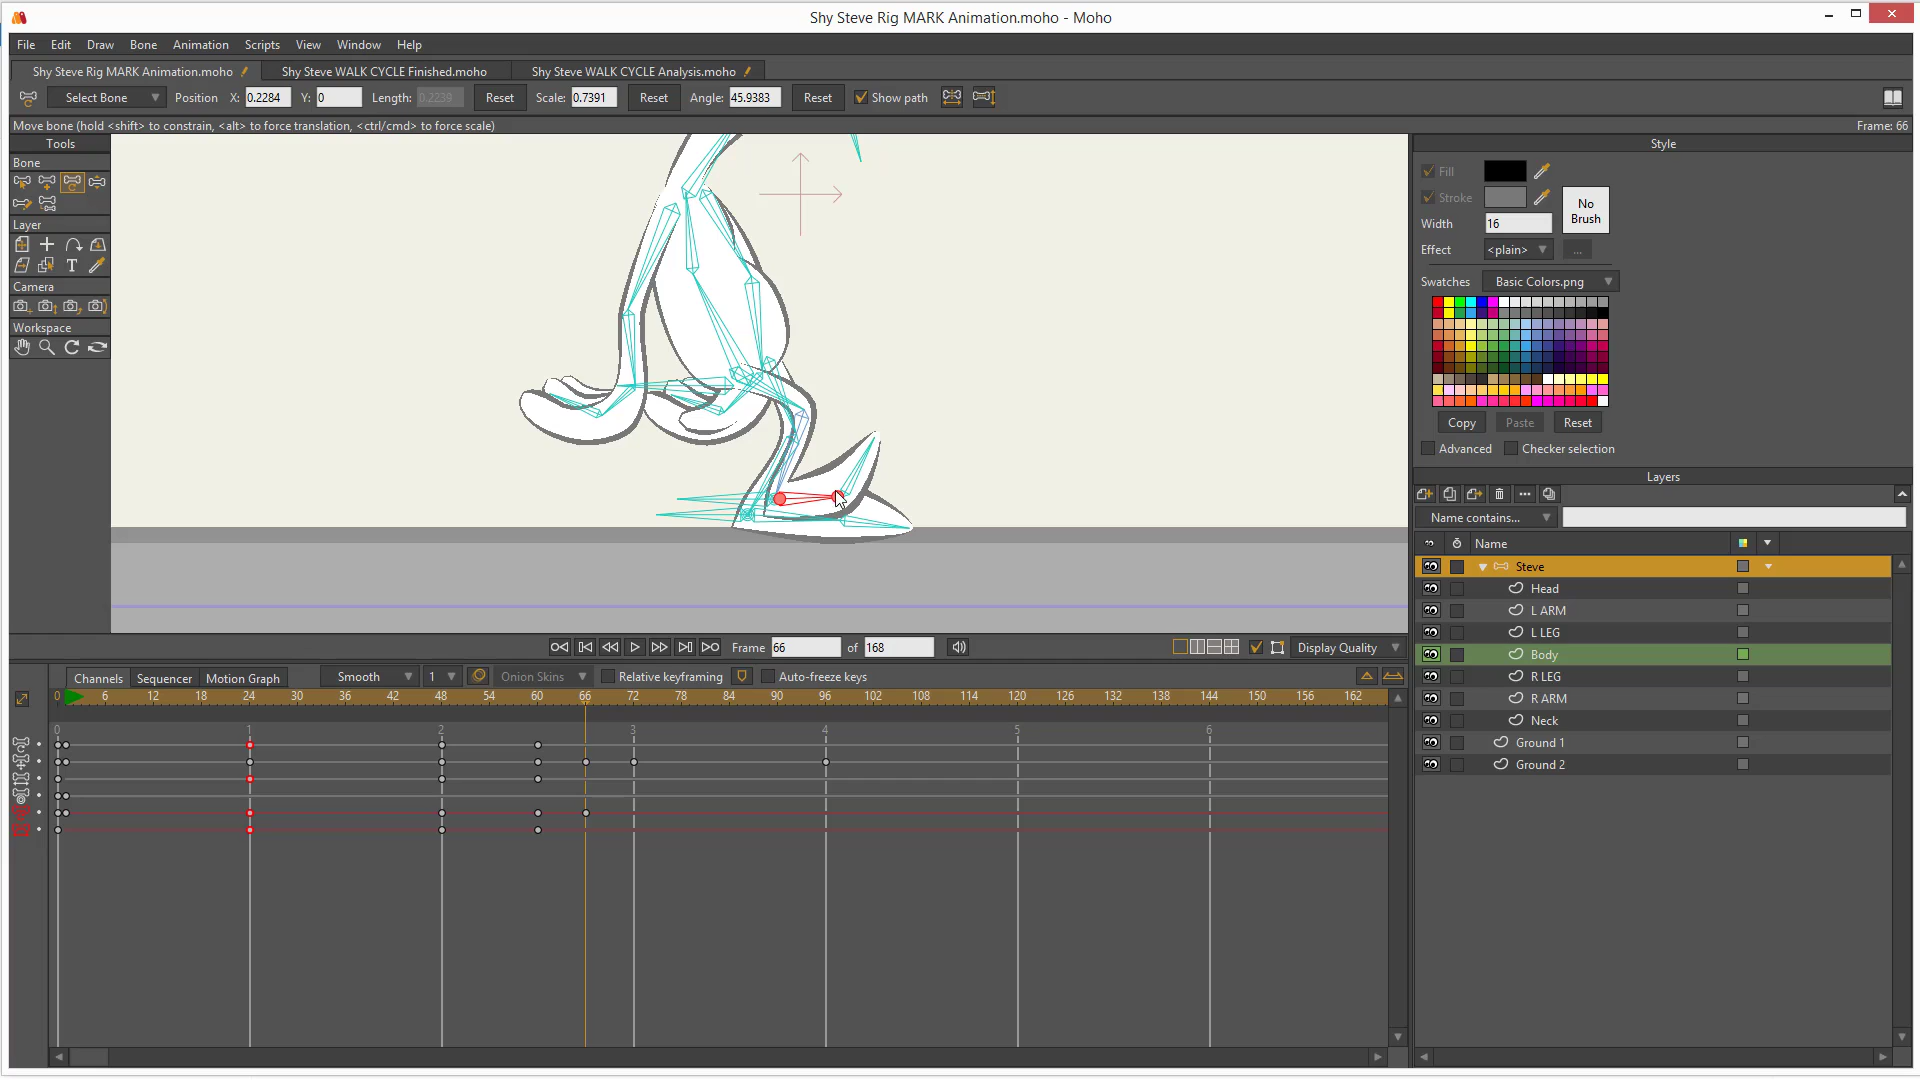 Shy Steve Rig MARK Animation.moho - Moho
File Edit Draw Bone Animation Scripts View Window Help
Shy Steve Rig MARK Animation.moho Shy Steve WALK CYCLE Finished.moho Shy Steve WALK CYCLE Analysis.moho
Select Bone Position X: 0.2284 Y: 0 Length: 0.2239 Reset Scale: 0.7391 Reset Angle: 45.9383 Reset Show path
Move bone (hold <shift> to constrain, <alt> to force translation, <ctrl/cmd> to force scale) Frame: 66
Tools
Bone
Layer
Camera
Workspace
Style
Fill
Stroke
No Brush
Width 16
Effect <plain> ...
Swatches Basic Colors.png
Copy Paste Reset
Advanced Checker selection
Layers
Name contains...
Name
Steve
Head
L ARM
L LEG
Body
R LEG
R ARM
Neck
Ground 1
Ground 2
Frame 66 of 168 Display Quality
Channels Sequencer Motion Graph Smooth 1 Onion Skins Relative keyframing Auto-freeze keys
0 6 12 18 24 30 36 42 48 54 60 66 72 78 84 90 96 102 108 114 120 126 132 138 144 150 156 162
0 1 2 3 4 5 6